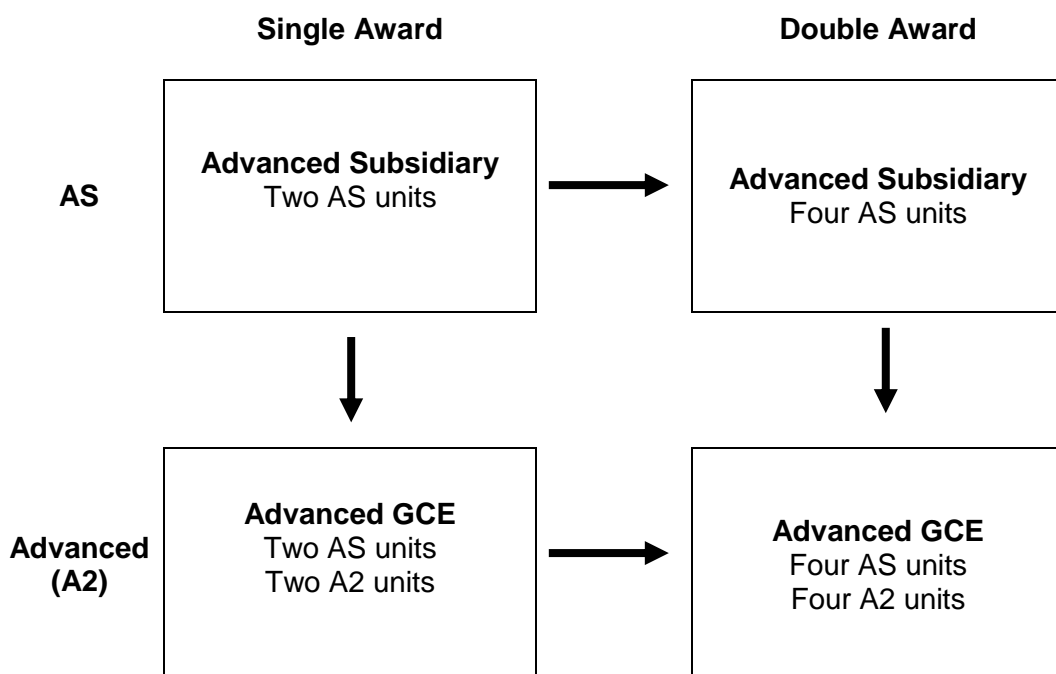 Single Award
Double Award
AS
Advanced Subsidiary
Two AS units
Advanced Subsidiary
Four AS units
Advanced
(A2)
Advanced GCE
Two AS units
Two A2 units
Advanced GCE
Four AS units
Four A2 units